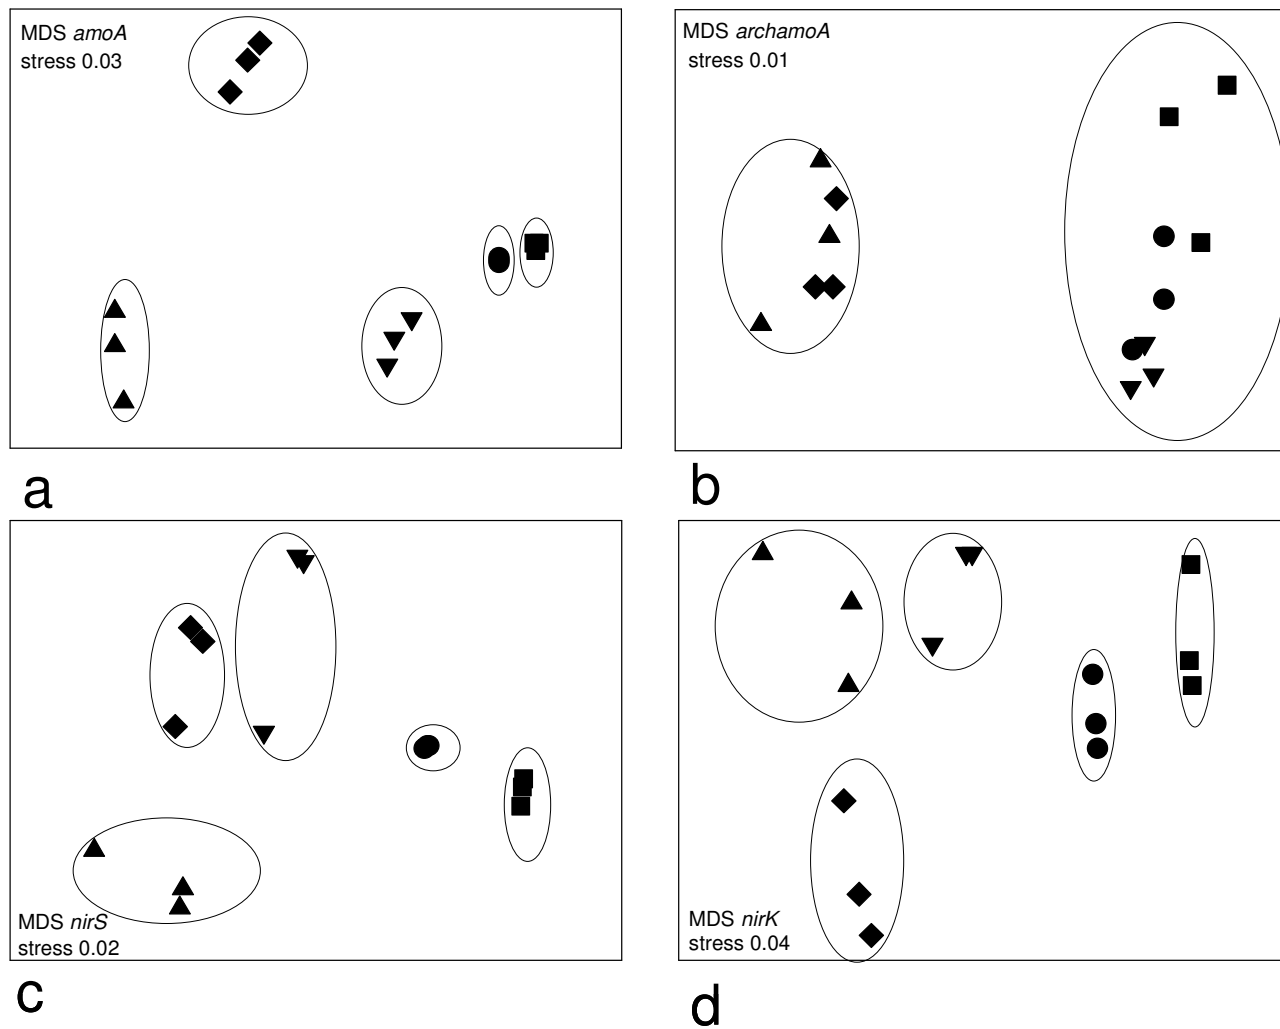 MDS amoA
stress 0.03
MDS archamoA
stress 0.01
a
b
MDS nirS
stress 0.02
MDS nirK
stress 0.04
c
d